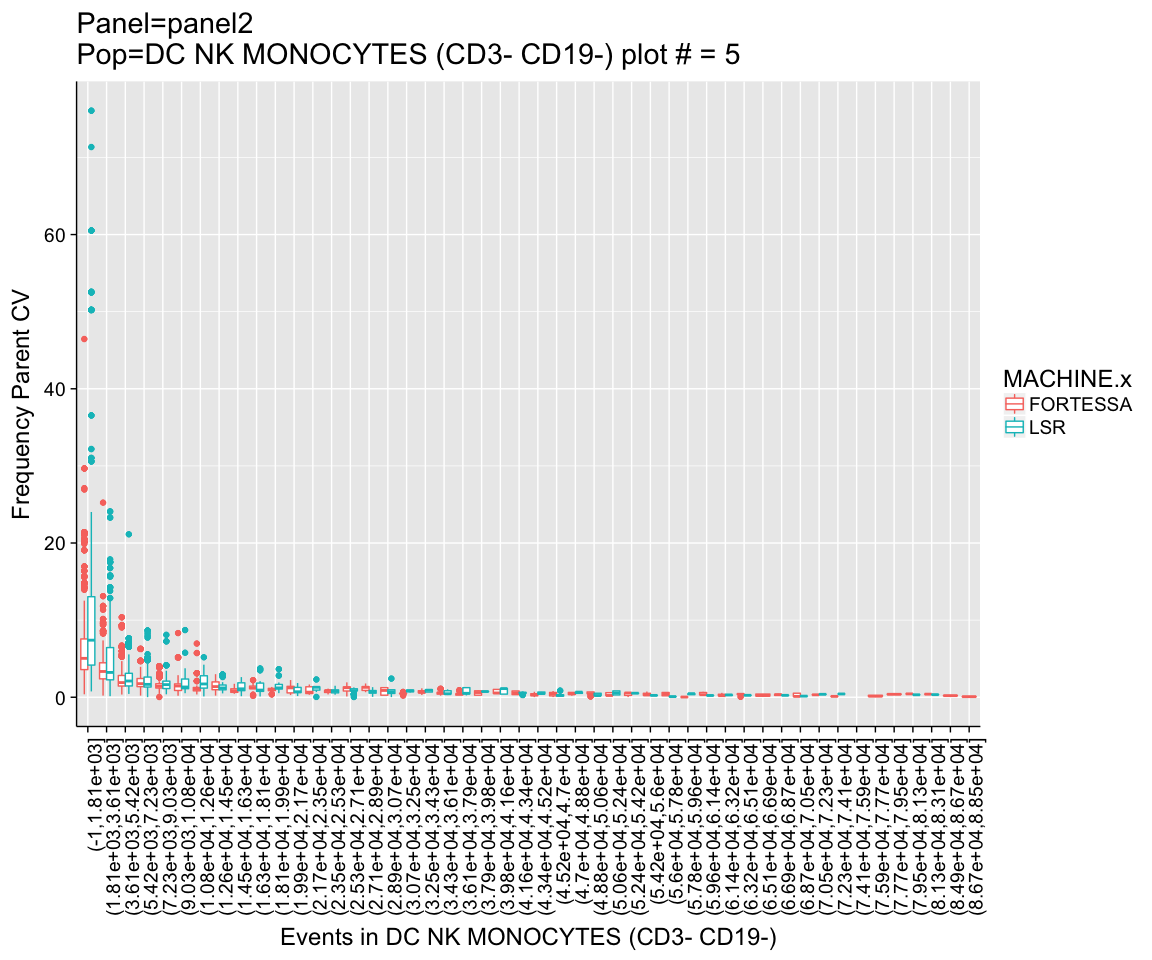 Panel=panel2
Pop=DC NK MONOCYTES (CD3- CD19-) plot # = 5
Frequency Parent CV
60
40
20
0
MACHINE.x
FORTESSA
LSR
(-1,1.81e+03]
(1.81e+03,3.61e+03]
(3.61e+03,5.42e+03]
(5.42e+03,7.23e+03]
(7.23e+03,9.03e+03]
(9.03e+03,1.08e+04]
(1.08e+04,1.26e+04]
(1.26e+04,1.45e+04]
(1.45e+04,1.63e+04]
(1.63e+04,1.81e+04]
(1.81e+04,1.99e+04]
(1.99e+04,2.17e+04]
(2.17e+04,2.35e+04]
(2.35e+04,2.53e+04]
(2.53e+04,2.71e+04]
(2.71e+04,2.89e+04]
(2.89e+04,3.07e+04]
(3.07e+04,3.25e+04]
(3.25e+04,3.43e+04]
(3.43e+04,3.61e+04]
(3.61e+04,3.79e+04]
(3.79e+04,3.98e+04]
(3.98e+04,4.16e+04]
(4.16e+04,4.34e+04]
(4.34e+04,4.52e+04]
(4.52e+04,4.7e+04]
(4.7e+04,4.88e+04]
(4.88e+04,5.06e+04]
(5.06e+04,5.24e+04]
(5.24e+04,5.42e+04]
(5.42e+04,5.6e+04]
(5.6e+04,5.78e+04]
(5.78e+04,5.96e+04]
(5.96e+04,6.14e+04]
(6.14e+04,6.32e+04]
(6.32e+04,6.51e+04]
(6.51e+04,6.69e+04]
(6.69e+04,6.87e+04]
(6.87e+04,7.05e+04]
(7.05e+04,7.23e+04]
(7.23e+04,7.41e+04]
(7.41e+04,7.59e+04]
(7.59e+04,7.77e+04]
(7.77e+04,7.95e+04]
(7.95e+04,8.13e+04]
(8.13e+04,8.31e+04]
(8.49e+04,8.67e+04]
(8.67e+04,8.85e+04]
Events in DC NK MONOCYTES (CD3- CD19-)